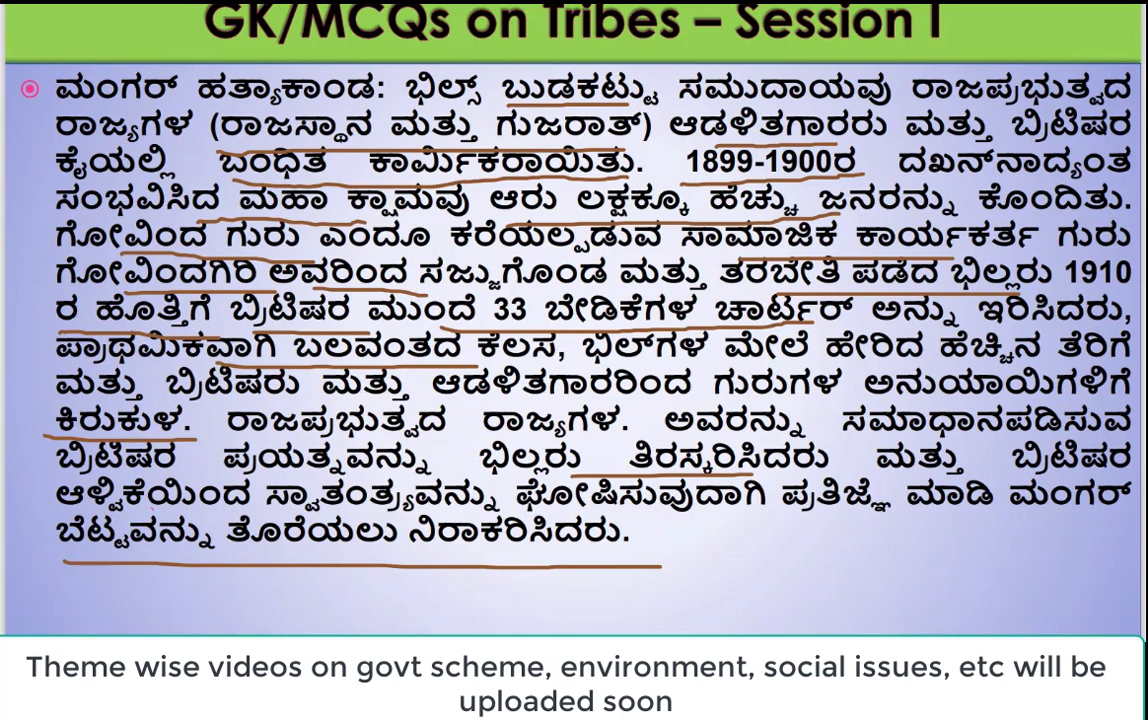 GK/MCQs on Tribes – Session I
ಮಂಗರ್ ಹತ್ಯಾಕಾಂಡ: ಭಿಲ್ಸ್ ಬುಡಕಟ್ಟು ಸಮುದಾಯವು ರಾಜಪ್ರಭುತ್ವದ
ರಾಜ್ಯಗಳ (ರಾಜಸ್ಥಾನ ಮತ್ತು ಗುಜರಾತ್) ಆಡಳಿತಗಾರರು ಮತ್ತು ಬ್ರಿಟಿಷರ
ಕೈಯಲ್ಲಿ ಬಂಧಿತ ಕಾರ್ಮಿಕರಾಯಿತು. 1899-1900ರ ದಖನ್‌ನಾದ್ಯಂತ
ಸಂಭವಿಸಿದ ಮಹಾ ಕ್ಷಾಮವು ಆರು ಲಕ್ಷಕ್ಕೂ ಹೆಚ್ಚು ಜನರನ್ನು ಕೊಂದಿತು.
ಗೋವಿಂದ ಗುರು ಎಂದೂ ಕರೆಯಲ್ಪಡುವ ಸಾಮಾಜಿಕ ಕಾರ್ಯಕರ್ತ ಗುರು
ಗೋವಿಂದಗಿರಿ ಅವರಿಂದ ಸಜ್ಜುಗೊಂಡ ಮತ್ತು ತರಬೇತಿ ಪಡೆದ ಭಿಲ್ಲರು 1910
ರ ಹೊತ್ತಿಗೆ ಬ್ರಿಟಿಷರ ಮುಂದೆ 33 ಬೇಡಿಕೆಗಳ ಚಾರ್ಟರ್ ಅನ್ನು ಇರಿಸಿದರು,
ಪ್ರಾಥಮಿಕವಾಗಿ ಬಲವಂತದ ಕೆಲಸ, ಭಿಲ್‌ಗಳ ಮೇಲೆ ಹೇರಿದ ಹೆಚ್ಚಿನ ತೆರಿಗೆ
ಮತ್ತು ಬ್ರಿಟಿಷರು ಮತ್ತು ಆಡಳಿತಗಾರರಿಂದ ಗುರುಗಳ ಅನುಯಾಯಿಗಳಿಗೆ
ಕಿರುಕುಳ. ರಾಜಪ್ರಭುತ್ವದ ರಾಜ್ಯಗಳ. ಅವರನ್ನು ಸಮಾಧಾನಪಡಿಸುವ
ಬ್ರಿಟಿಷರ ಪ್ರಯತ್ನವನ್ನು ಭಿಲ್ಲರು ತಿರಸ್ಕರಿಸಿದರು ಮತ್ತು ಬ್ರಿಟಿಷರ
ಆಳ್ವಿಕೆಯಿಂದ ಸ್ವಾತಂತ್ರ್ಯವನ್ನು ಘೋಷಿಸುವುದಾಗಿ ಪ್ರತಿಜ್ಞೆ ಮಾಡಿ ಮಂಗರ್
ಬೆಟ್ಟವನ್ನು ತೊರೆಯಲು ನಿರಾಕರಿಸಿದರು.
Theme wise videos on govt scheme, environment, social issues, etc will be
uploaded soon